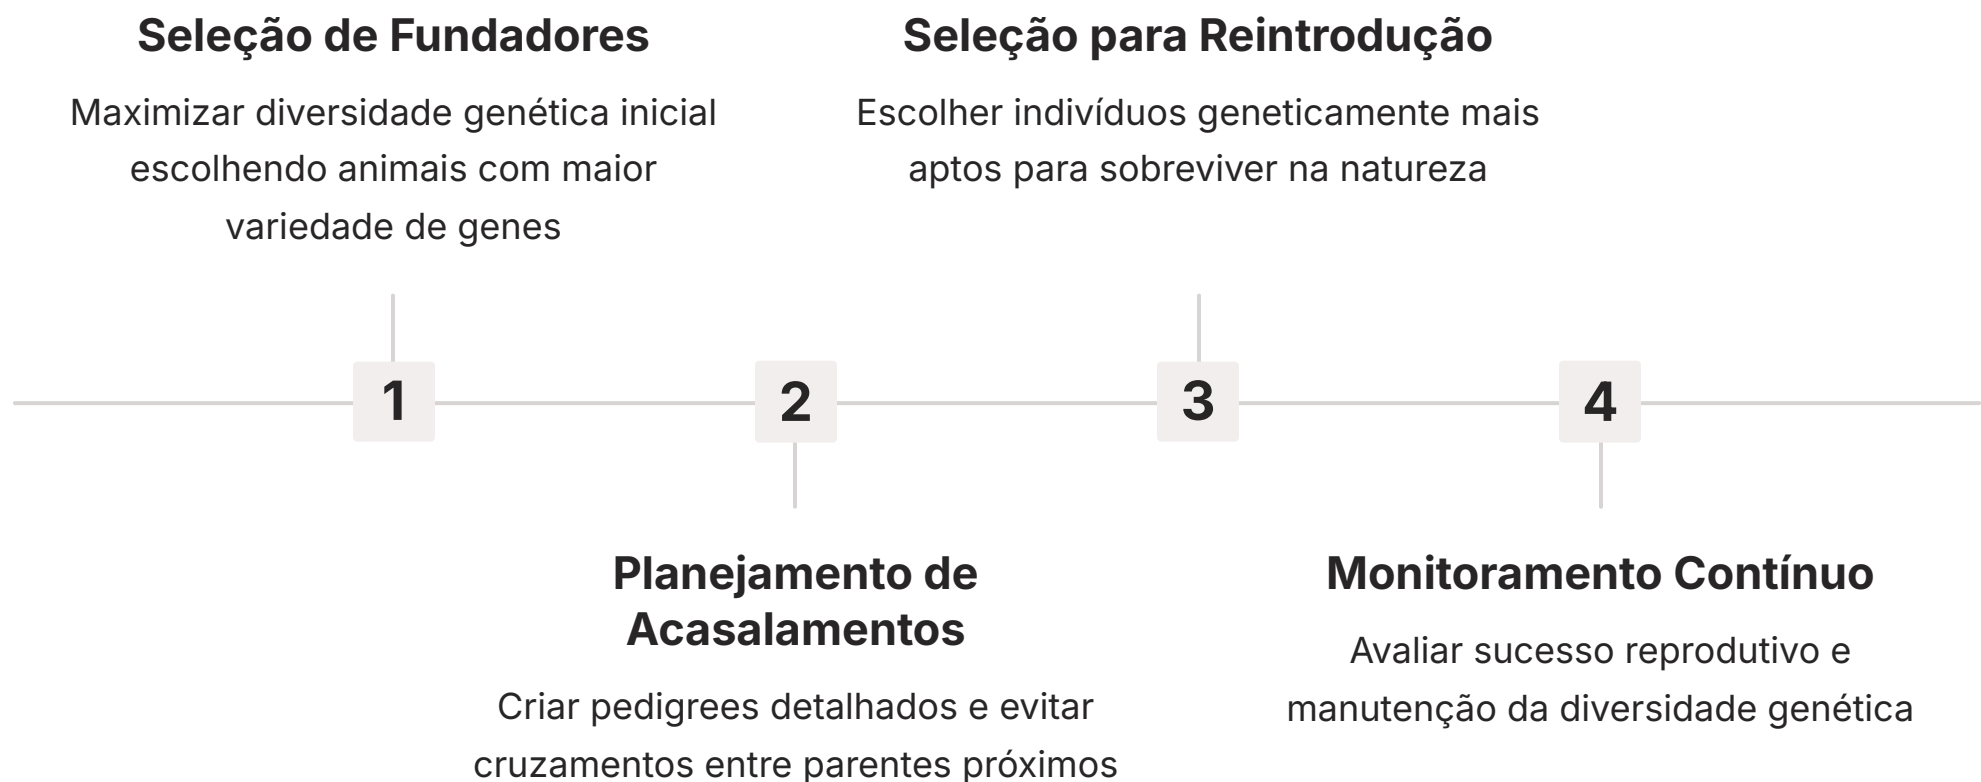 Seleção de Fundadores
Maximizar diversidade genética inicial
escolhendo animais com maior
variedade de genes
Seleção para Reintrodução
Escolher indivíduos geneticamente mais
aptos para sobreviver na natureza
1
2
3
4
Planejamento de
Acasalamentos
Criar pedigrees detalhados e evitar
cruzamentos entre parentes próximos
Monitoramento Contínuo
Avaliar sucesso reprodutivo e
manutenção da diversidade genética